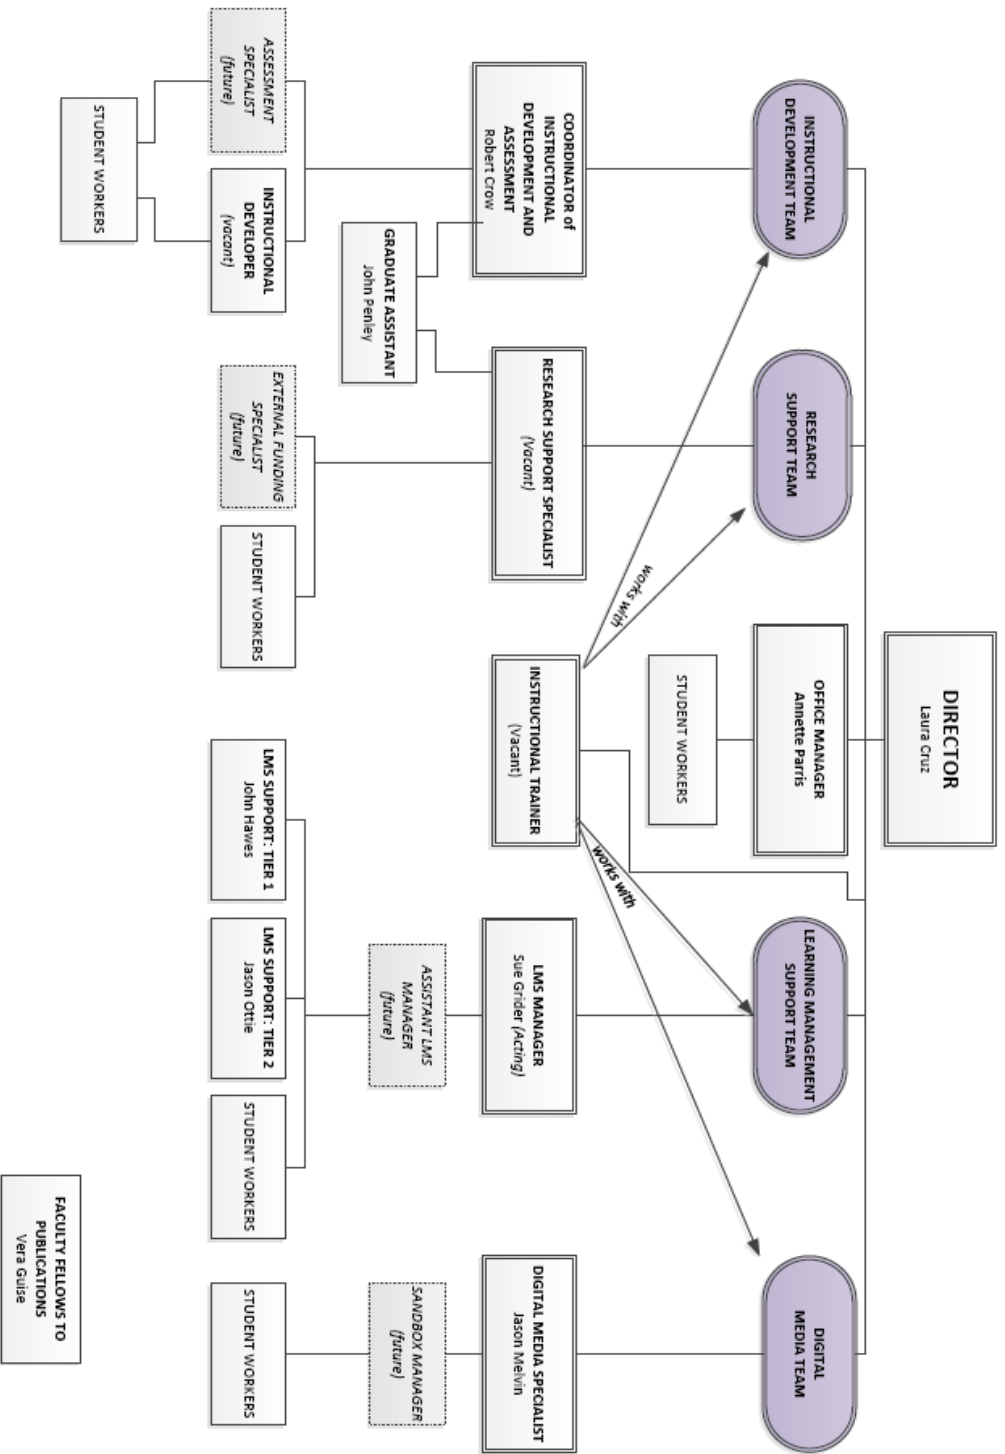 DIRECTOR
Laura Cruz
OFFICE MANAGER
Annette Parris
STUDENT WORKERS
INSTRUCTIONAL
DEVELOPMENT TEAM
RESEARCH
SUPPORT TEAM
LEARNING MANAGEMENT
SUPPORT TEAM
DIGITAL
MEDIA TEAM
works with
works with
COORDINATOR of
INSTRUCTIONAL
DEVELOPMENT AND
ASSESSMENT
Robert Crow
RESEARCH SUPPORT SPECIALIST
(Vacant)
INSTRUCTIONAL TRAINER
(Vacant)
LMS MANAGER
Sue Grider (Acting)
DIGITAL MEDIA SPECIALIST
Jason Melvin
GRADUATE ASSISTANT
John Penley
ASSISTANT LMS
MANAGER
(future)
SANDBOX MANAGER
(future)
ASSESSMENT
SPECIALIST
(future)
INSTRUCTIONAL
DEVELOPER
(vacant)
EXTERNAL FUNDING
SPECIALIST
(future)
STUDENT WORKERS
LMS SUPPORT: TIER 1
John Hawes
LMS SUPPORT: TIER 2
Jason Ottie
STUDENT WORKERS
STUDENT WORKERS
STUDENT WORKERS
FACULTY FELLOWS TO
PUBLICATIONS
Vera Guise